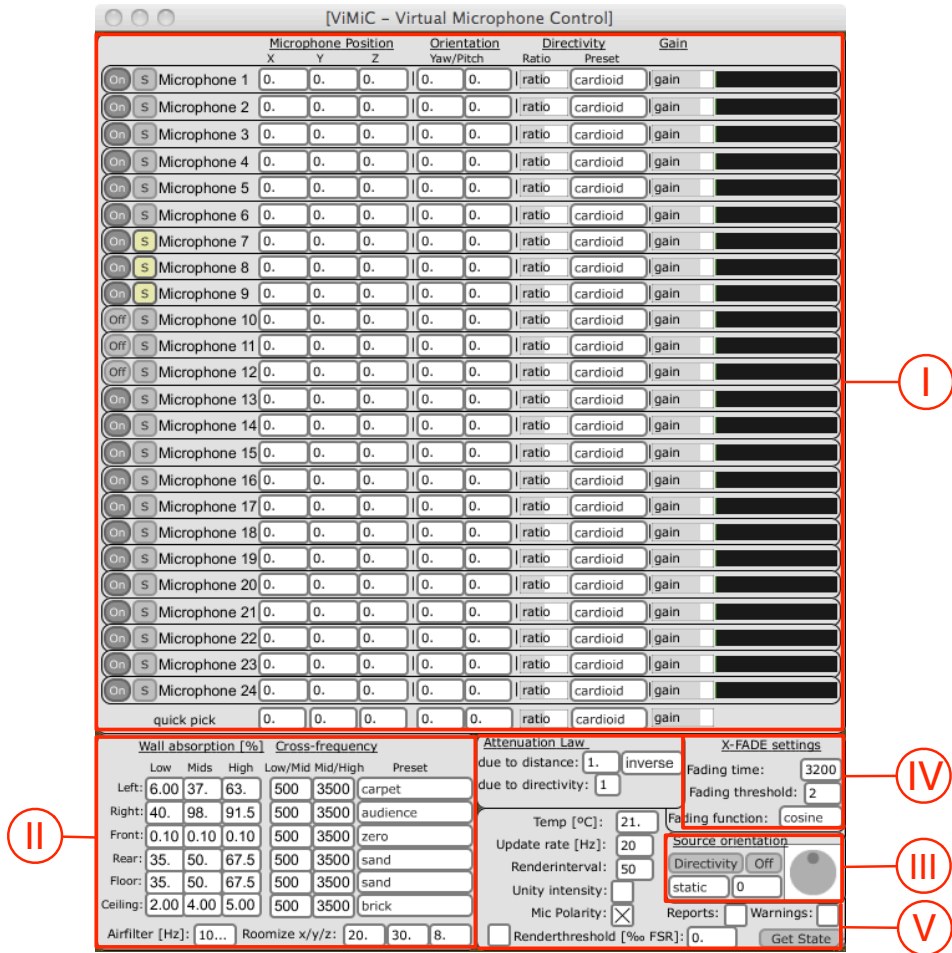 [ViMiC – Virtual Microphone Control]
Microphone Position Orientation Directivity Gain
X Y Z Yaw/Pitch Ratio Preset
On S Microphone 1 0. 0. 0. 0. 0. ratio cardioid gain
On S Microphone 2 0. 0. 0. 0. 0. ratio cardioid gain
On S Microphone 3 0. 0. 0. 0. 0. ratio cardioid gain
On S Microphone 4 0. 0. 0. 0. 0. ratio cardioid gain
On S Microphone 5 0. 0. 0. 0. 0. ratio cardioid gain
On S Microphone 6 0. 0. 0. 0. 0. ratio cardioid gain
On S Microphone 7 0. 0. 0. 0. 0. ratio cardioid gain
On S Microphone 8 0. 0. 0. 0. 0. ratio cardioid gain
On S Microphone 9 0. 0. 0. 0. 0. ratio cardioid gain
Off S Microphone 10 0. 0. 0. 0. 0. ratio cardioid gain
Off S Microphone 11 0. 0. 0. 0. 0. ratio cardioid gain
Off S Microphone 12 0. 0. 0. 0. 0. ratio cardioid gain
I
On S Microphone 13 0. 0. 0. 0. 0. ratio cardioid gain
On S Microphone 14 0. 0. 0. 0. 0. ratio cardioid gain
On S Microphone 15 0. 0. 0. 0. 0. ratio cardioid gain
On S Microphone 16 0. 0. 0. 0. 0. ratio cardioid gain
On S Microphone 17 0. 0. 0. 0. 0. ratio cardioid gain
On S Microphone 18 0. 0. 0. 0. 0. ratio cardioid gain
On S Microphone 19 0. 0. 0. 0. 0. ratio cardioid gain
On S Microphone 20 0. 0. 0. 0. 0. ratio cardioid gain
On S Microphone 21 0. 0. 0. 0. 0. ratio cardioid gain
On S Microphone 22 0. 0. 0. 0. 0. ratio cardioid gain
On S Microphone 23 0. 0. 0. 0. 0. ratio cardioid gain
On S Microphone 24 0. 0. 0. 0. 0. ratio cardioid gain
quick pick 0. 0. 0. 0. 0. ratio cardioid gain
II
Wall absorption [%] Cross-frequency
Low Mids High Low/Mid Mid/High Preset
Left: 6.00 37. 63. 500 3500 carpet
Right: 40. 98. 91.5 500 3500 audience
Front: 0.10 0.10 0.10 500 3500 zero
Rear: 35. 50. 67.5 500 3500 sand
Floor: 35. 50. 67.5 500 3500 sand
Ceiling: 2.00 4.00 5.00 500 3500 brick
Airfilter [Hz]: 10... Roomize x/y/z: 20. 30. 8.
Attenuation Law
due to distance: 1. inverse
due to directivity: 1
X-FADE settings
Fading time: 3200
Fading threshold: 2
Fading function: cosine
IV
Temp [ºC]: 21.
Update rate [Hz]: 20
Renderinterval: 50
Unity intensity:
Mic Polarity:
Renderthreshold [‰ FSR]: 0.
Source orientation
Directivity Off
static 0
III
Reports: Warnings:
Get State
V